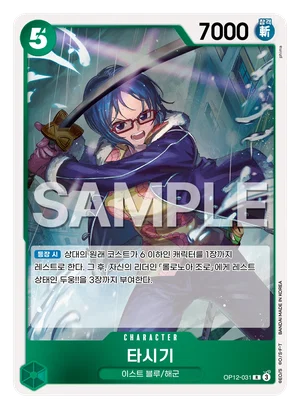 5
7000
참격
斬
SAMPLE
등장 시 상대의 원래 코스트가 6 이하인 캐릭터를 1장까지
레스트로 한다. 그 후, 자신의 리더인 「롤로노아 조로」에게 레스트
상태인 두웅!!을 3장까지 부여한다.
CHARACTER
타시기
이스트 블루/해군
OP12-031 R
BANDAI MADE IN KOREA